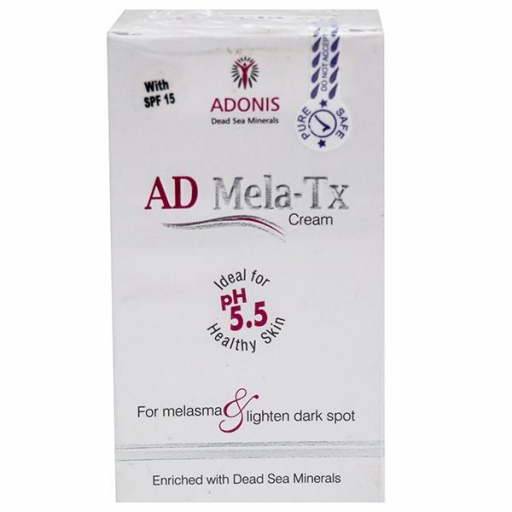 With
SPF 15
ADONIS
Dead Sea Minerals
DO NOT ACCEPT
PURE SAFE
AD Mela-Tx
Cream
Ideal for
pH
5.5
Healthy Skin
For melasma & lighten dark spot
Enriched with Dead Sea Minerals